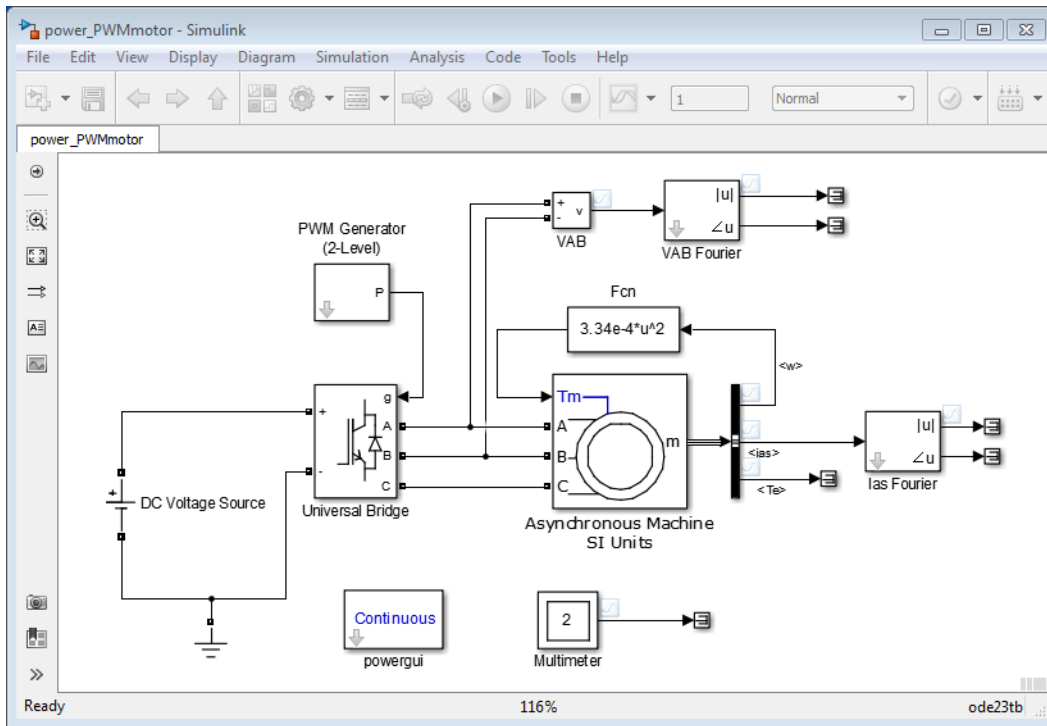 power_PWMmotor - Simulink
File Edit View Display Diagram Simulation Analysis Code Tools Help
1 Normal
power_PWMmotor
PWM Generator
(2-Level)
P
+ - v
VAB
|u|
∠u
VAB Fourier
Fcn
3.34e-4*u^2
<w>
g
+ A
B
- C
Universal Bridge
Tm
A
B
C
m
Asynchronous Machine
SI Units
<ias>
<Te>
|u|
∠u
Ias Fourier
+
DC Voltage Source
Continuous
powergui
2
Multimeter
Ready 116% ode23tb